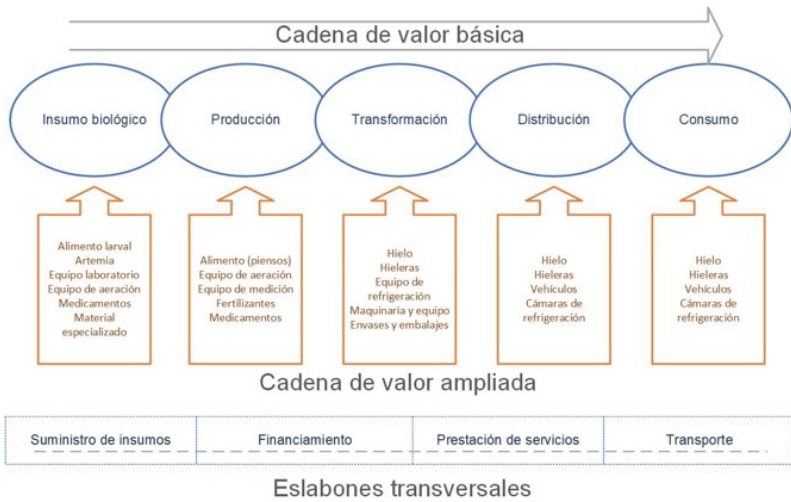 Cadena de valor básica
Insumo biológico
Producción
Transformación
Distribución
Consumo
Alimento larval
Artemia
Equipo laboratorio
Equipo de aeración
Medicamentos
Material
especializado
Alimento (piensos)
Equipo de aeración
Equipo de medición
Fertilizantes
Medicamentos
Hielo
Hieleras
Equipo de
refrigeración
Maquinaria y equipo
Envases y embalajes
Hielo
Hieleras
Vehículos
Cámaras de
refrigeración
Hielo
Hieleras
Vehículos
Cámaras de
refrigeración
Cadena de valor ampliada
Suministro de insumos
Financiamiento
Prestación de servicios
Transporte
Eslabones transversales